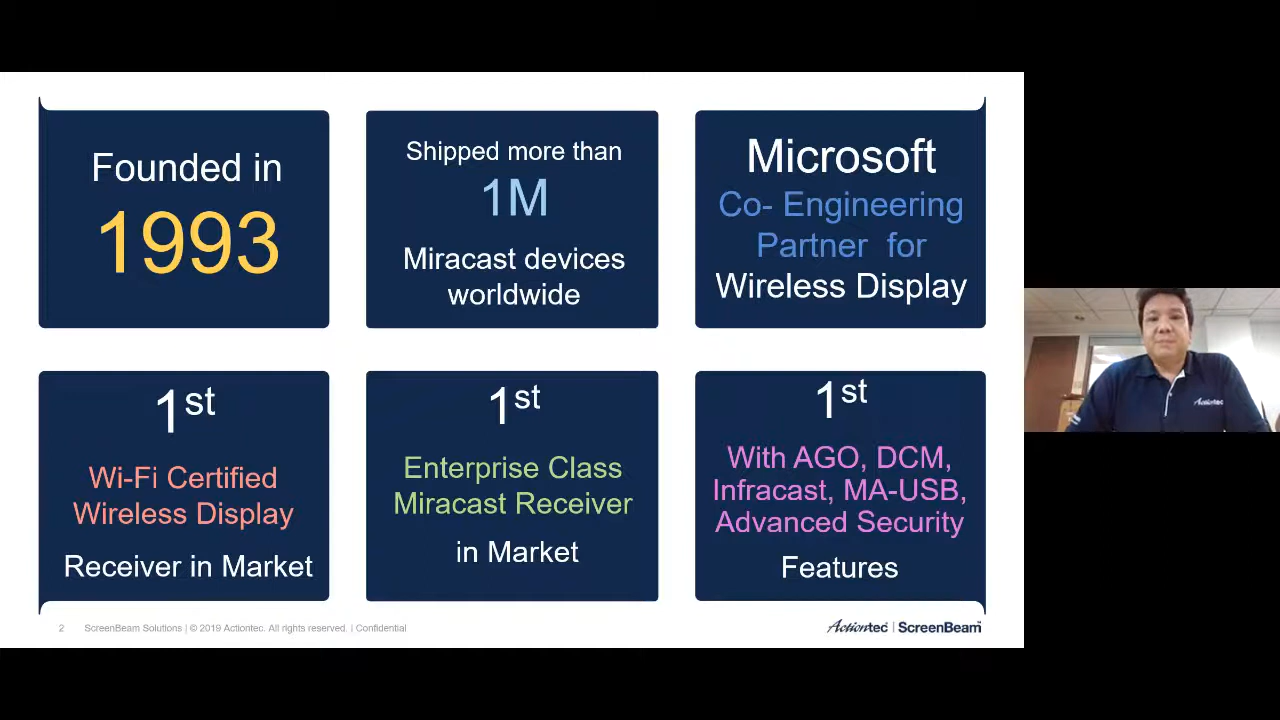 Founded in
1993
Shipped more than
1M
Miracast devices
worldwide
Microsoft
Co- Engineering
Partner for
Wireless Display
1st
Wi-Fi Certified
Wireless Display
Receiver in Market
1st
Enterprise Class
Miracast Receiver
in Market
1st
With AGO, DCM,
Infracast, MA-USB,
Advanced Security
Features
2 ScreenBeam Solutions | © 2019 Actiontec. All rights reserved. | Confidential
Actiontec | ScreenBeam
Actiontec